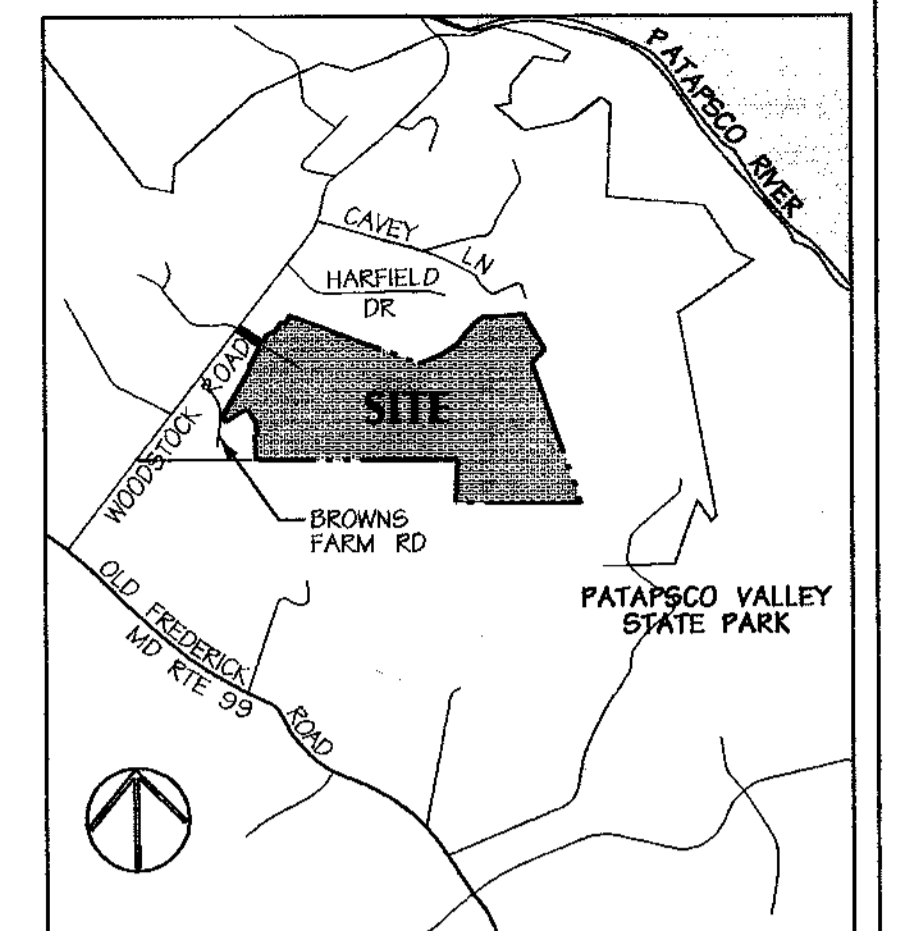 PATAPSCO RIVER
CAVEY LN
HARFIELD
DR
WOODSTOCK ROAD
SITE
BROWNS
FARM RD
PATAPSCO VALLEY
STATE PARK
OLD FREDERICK ROAD
MD RTE 99